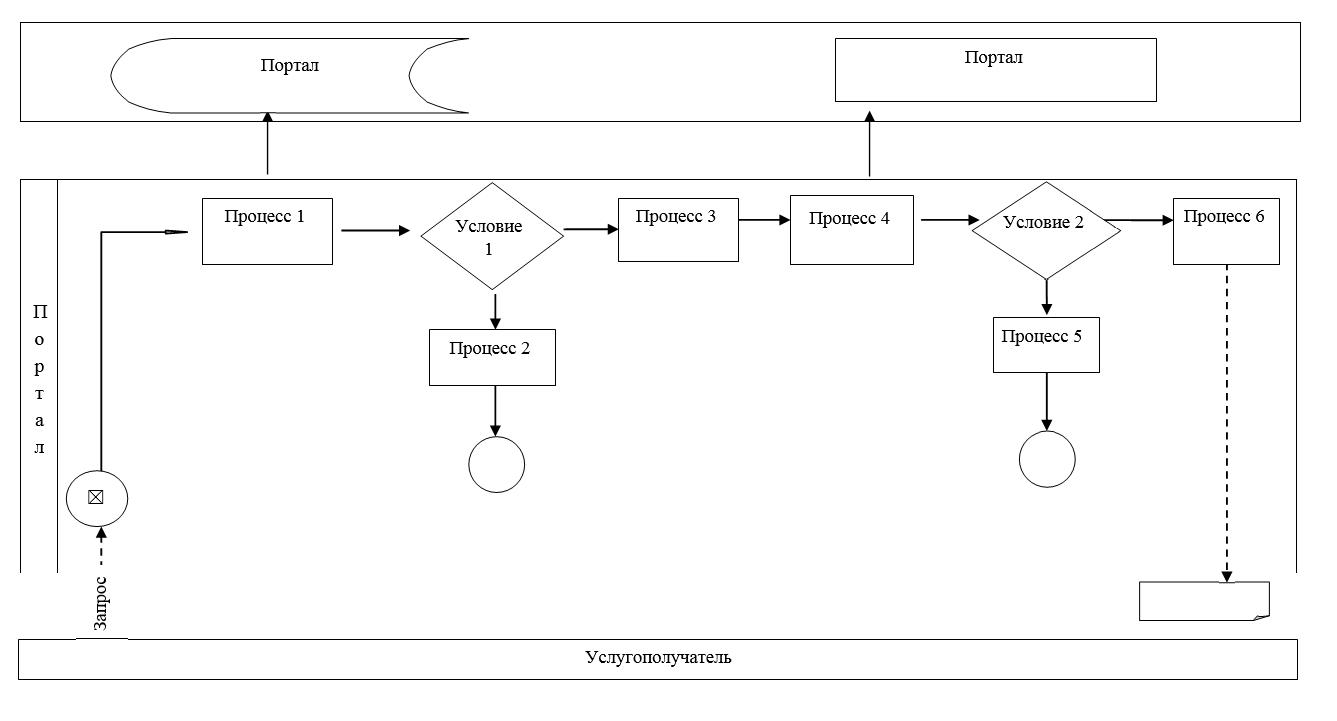 Портал
Портал
Процесс 1
Условие
1
Процесс 3
Процесс 4
Условие 2
Процесс 6
Процесс 2
Процесс 5
П
о
р
т
а
л
Запрос
Услугополучатель